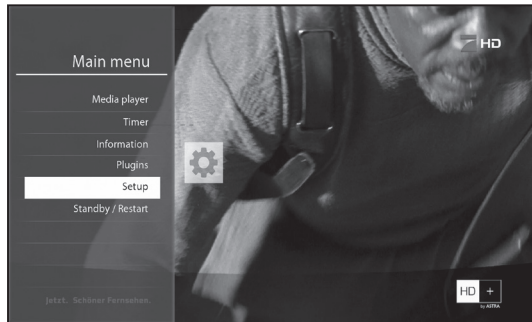 Main menu
Media player
Timer
Information
Plugins
Setup
Standby / Restart
Jetzt. Schöner Fernsehen.
HD
HD +
by ASTRA